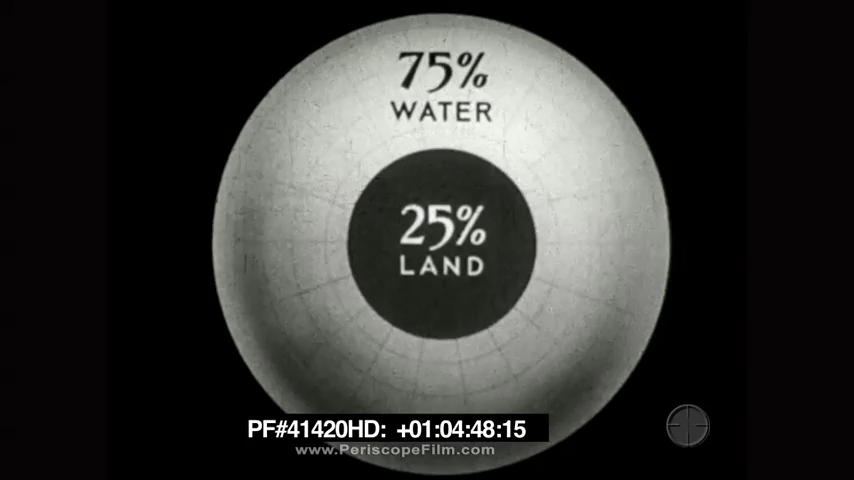 75%
WATER
25%
LAND
PF#41420HD: +01:04:48:15
www.PeriscopeFilm.com